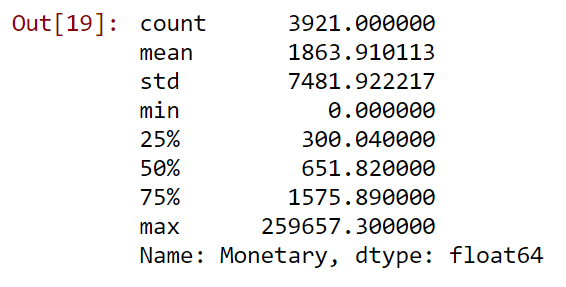 Out[19]: count 3921.000000
mean 1863.910113
std 7481.922217
min 0.000000
25% 300.040000
50% 651.820000
75% 1575.890000
max 259657.300000
Name: Monetary, dtype: float64